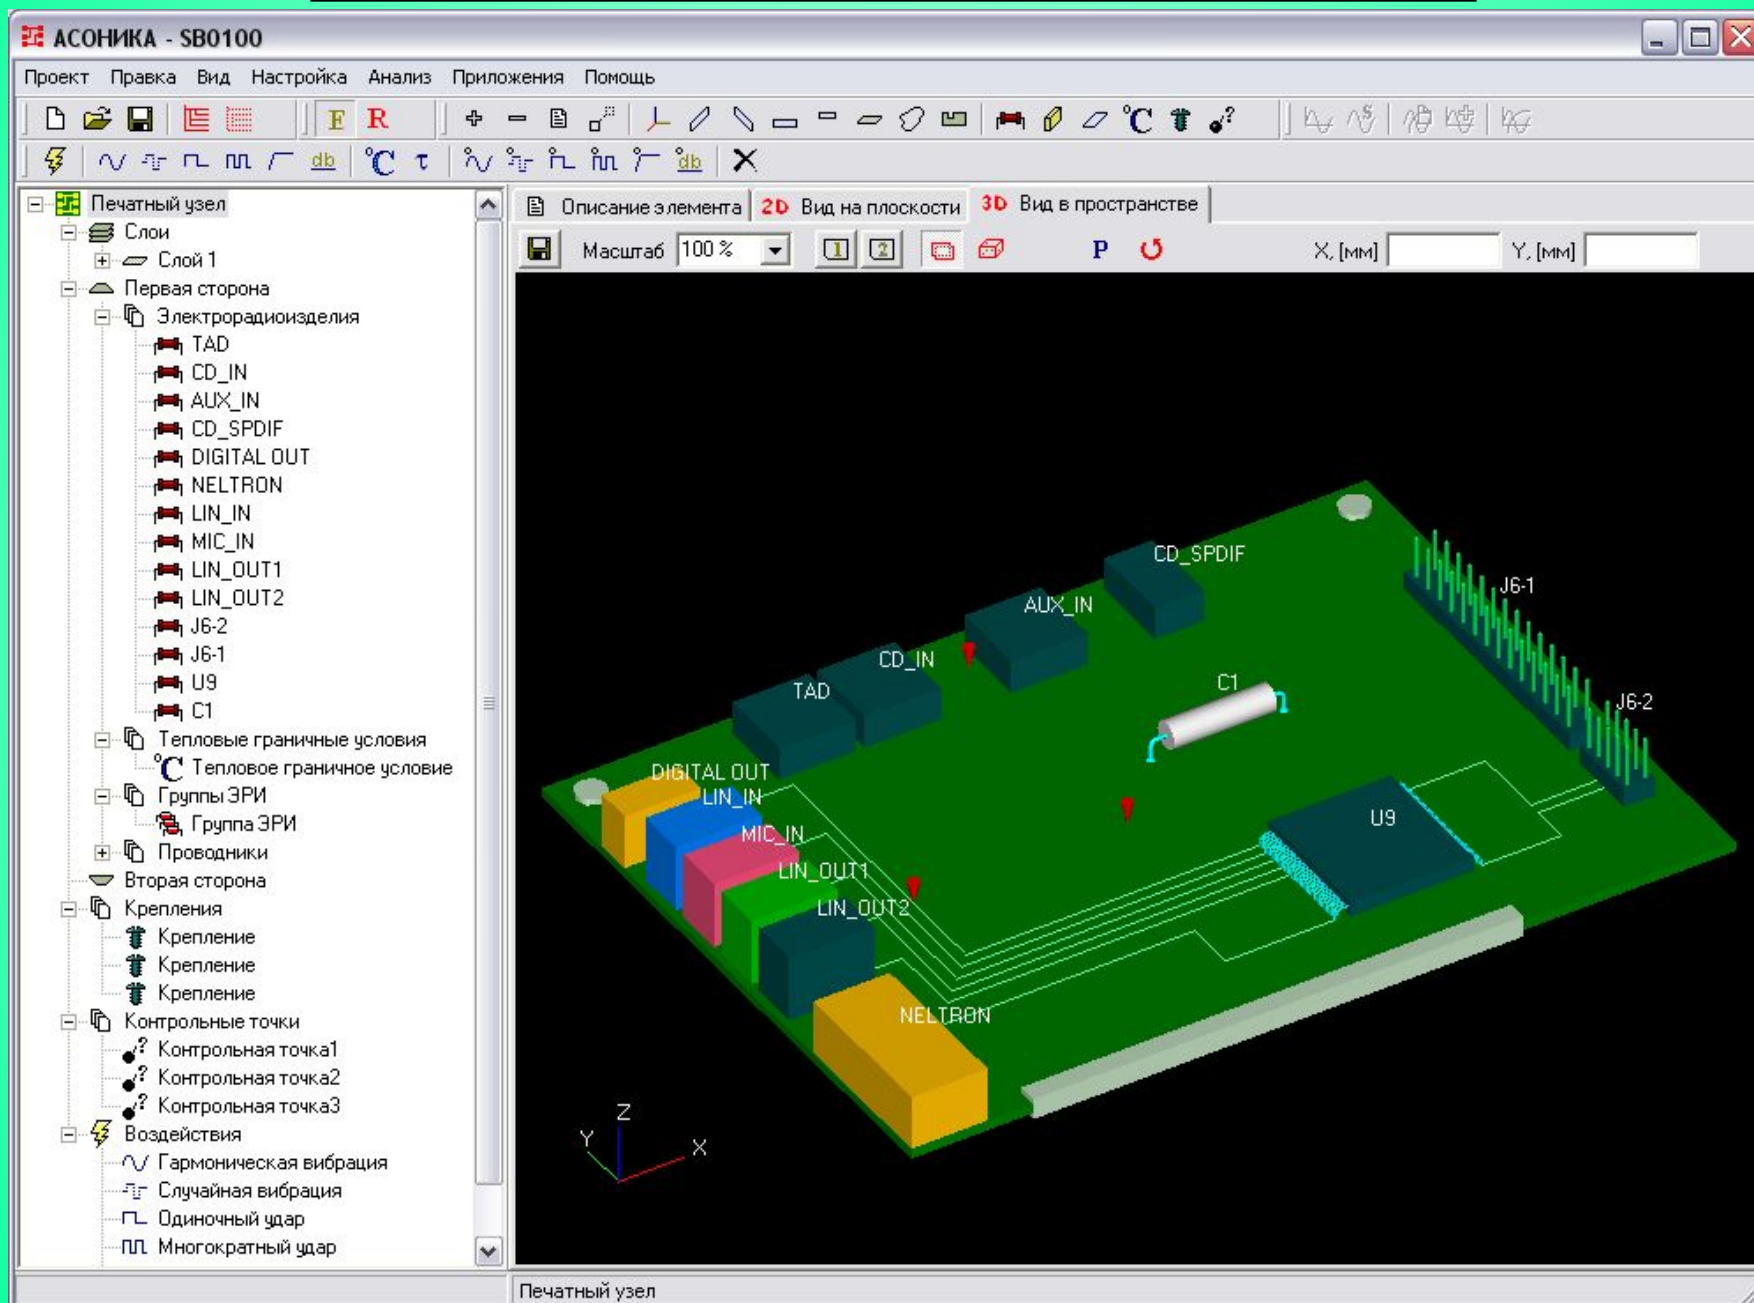 АСОНИКА - SB0100
Проект Правка Вид Настройка Анализ Приложения Помощь
F R °C ?
db °C τ db
Печатный узел
Слои
Слой 1
Первая сторона
Электрорадиоизделия
TAD
CD_IN
AUX_IN
CD_SPDIF
DIGITAL OUT
NELTRON
LIN_IN
MIC_IN
LIN_OUT1
LIN_OUT2
J6-2
J6-1
U9
C1
Тепловые граничные условия
°C Тепловое граничное условие
Группы ЭРИ
Группа ЭРИ
Проводники
Вторая сторона
Крепления
Крепление
Крепление
Крепление
Контрольные точки
Контрольная точка1
Контрольная точка2
Контрольная точка3
Воздействия
Гармоническая вибрация
Случайная вибрация
Одиночный удар
Многократный удар
Описание элемента 2D Вид на плоскости 3D Вид в пространстве
Масштаб 100 % 1 2 P X, [мм] Y, [мм]
CD_SPDIF
J6-1
AUX_IN
CD_IN
C1
TAD
J6-2
DIGITAL OUT
LIN_IN
U9
MIC_IN
LIN_OUT1
LIN_OUT2
NELTRON
Z
Y
X
Печатный узел